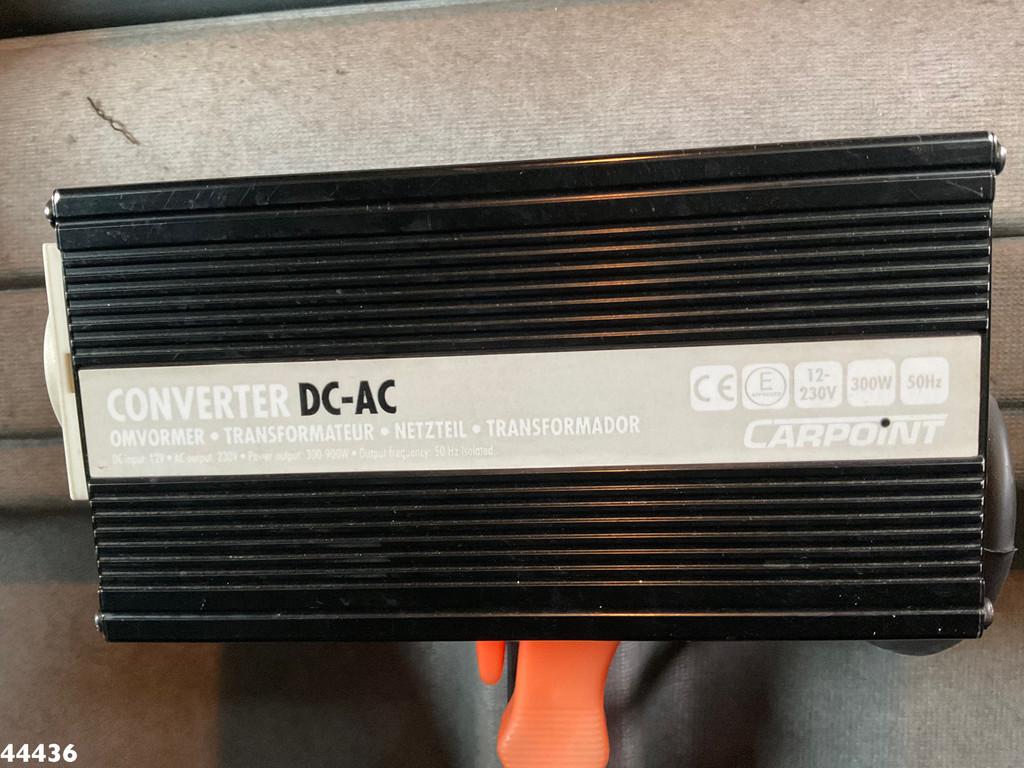 CONVERTER DC-AC
OMVORMER • TRANSFORMATEUR • NETZTEIL • TRANSFORMADOR
DC input: 12V • AC output: 230V • Power output: 300-900W • Output frequency: 50 Hz Isolated.
CE
E
APPROVED
12-
230V
300W
50Hz
CARPOINT
44436